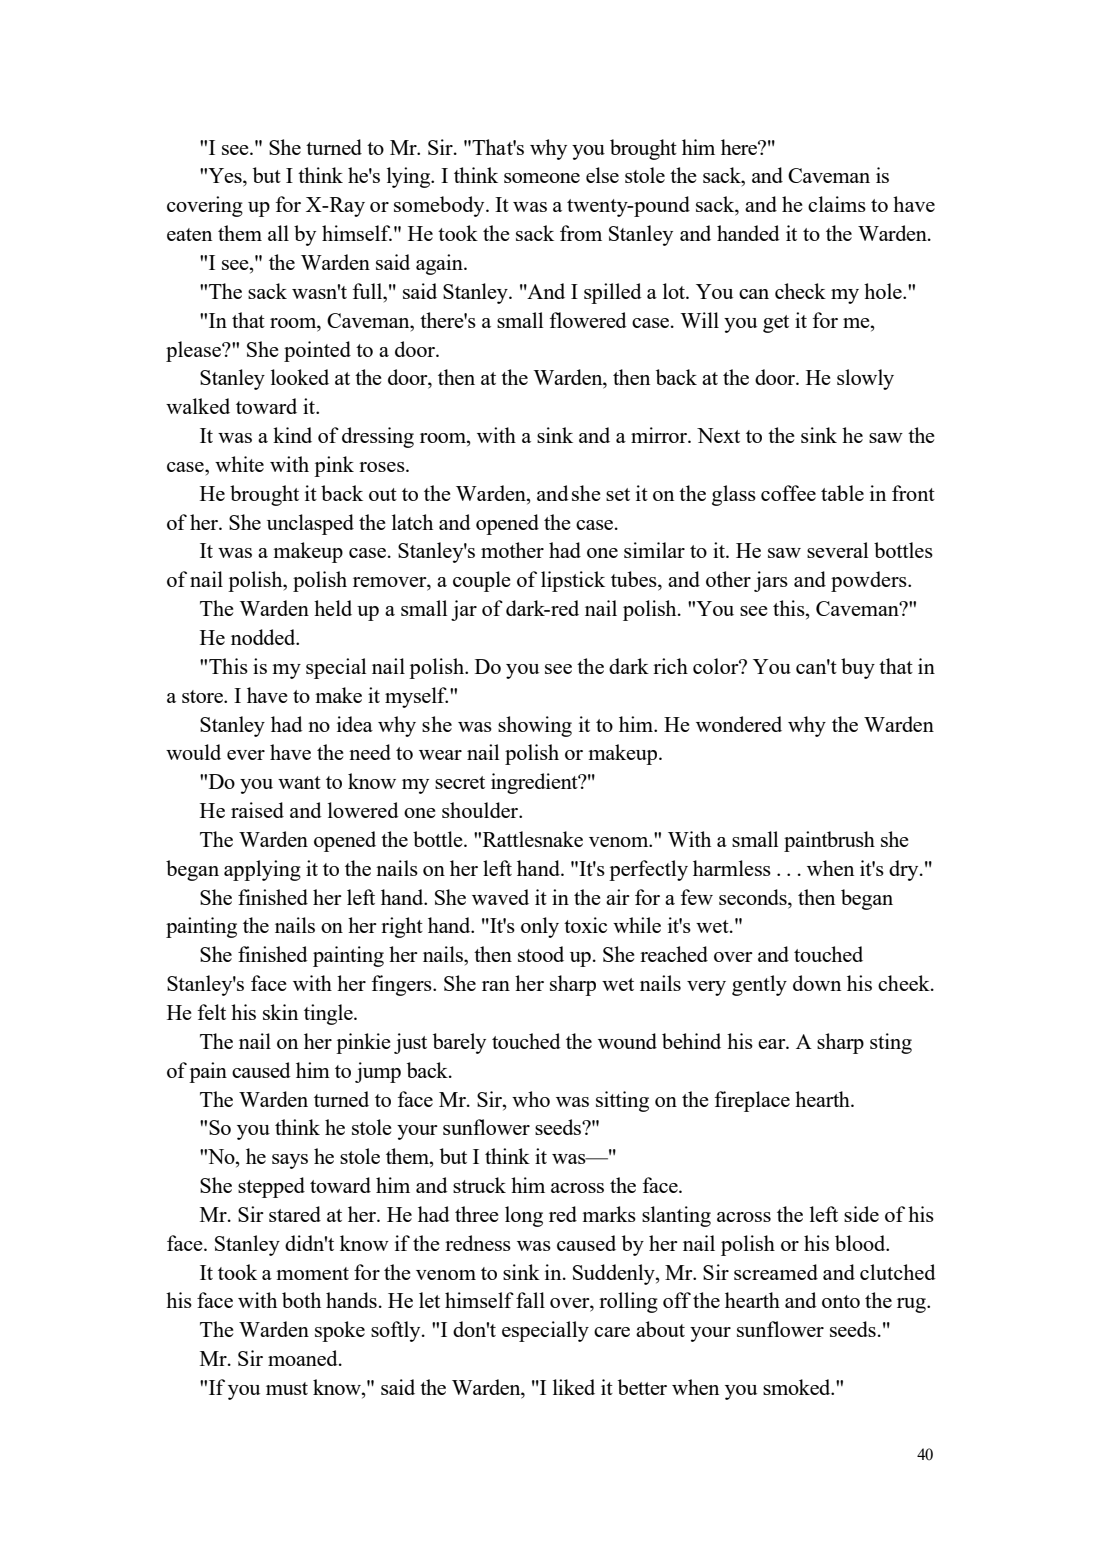 "I see." She turned to Mr. Sir. "That's why you brought him here?"
"Yes, but I think he's lying. I think someone else stole the sack, and Caveman is
covering up for X-Ray or somebody. It was a twenty-pound sack, and he claims to have
eaten them all by himself." He took the sack from Stanley and handed it to the Warden.
"I see," the Warden said again.
"The sack wasn't full," said Stanley. "And I spilled a lot. You can check my hole."
"In that room, Caveman, there's a small flowered case. Will you get it for me,
please?" She pointed to a door.
Stanley looked at the door, then at the Warden, then back at the door. He slowly
walked toward it.
It was a kind of dressing room, with a sink and a mirror. Next to the sink he saw the
case, white with pink roses.
He brought it back out to the Warden, and she set it on the glass coffee table in front
of her. She unclasped the latch and opened the case.
It was a makeup case. Stanley's mother had one similar to it. He saw several bottles
of nail polish, polish remover, a couple of lipstick tubes, and other jars and powders.
The Warden held up a small jar of dark-red nail polish. "You see this, Caveman?"
He nodded.
"This is my special nail polish. Do you see the dark rich color? You can't buy that in
a store. I have to make it myself."
Stanley had no idea why she was showing it to him. He wondered why the Warden
would ever have the need to wear nail polish or makeup.
"Do you want to know my secret ingredient?"
He raised and lowered one shoulder.
The Warden opened the bottle. "Rattlesnake venom." With a small paintbrush she
began applying it to the nails on her left hand. "It's perfectly harmless . . . when it's dry."
She finished her left hand. She waved it in the air for a few seconds, then began
painting the nails on her right hand. "It's only toxic while it's wet."
She finished painting her nails, then stood up. She reached over and touched
Stanley's face with her fingers. She ran her sharp wet nails very gently down his cheek.
He felt his skin tingle.
The nail on her pinkie just barely touched the wound behind his ear. A sharp sting
of pain caused him to jump back.
The Warden turned to face Mr. Sir, who was sitting on the fireplace hearth.
"So you think he stole your sunflower seeds?"
"No, he says he stole them, but I think it was—"
She stepped toward him and struck him across the face.
Mr. Sir stared at her. He had three long red marks slanting across the left side of his
face. Stanley didn't know if the redness was caused by her nail polish or his blood.
It took a moment for the venom to sink in. Suddenly, Mr. Sir screamed and clutched
his face with both hands. He let himself fall over, rolling off the hearth and onto the rug.
The Warden spoke softly. "I don't especially care about your sunflower seeds."
Mr. Sir moaned.
"If you must know," said the Warden, "I liked it better when you smoked."
40